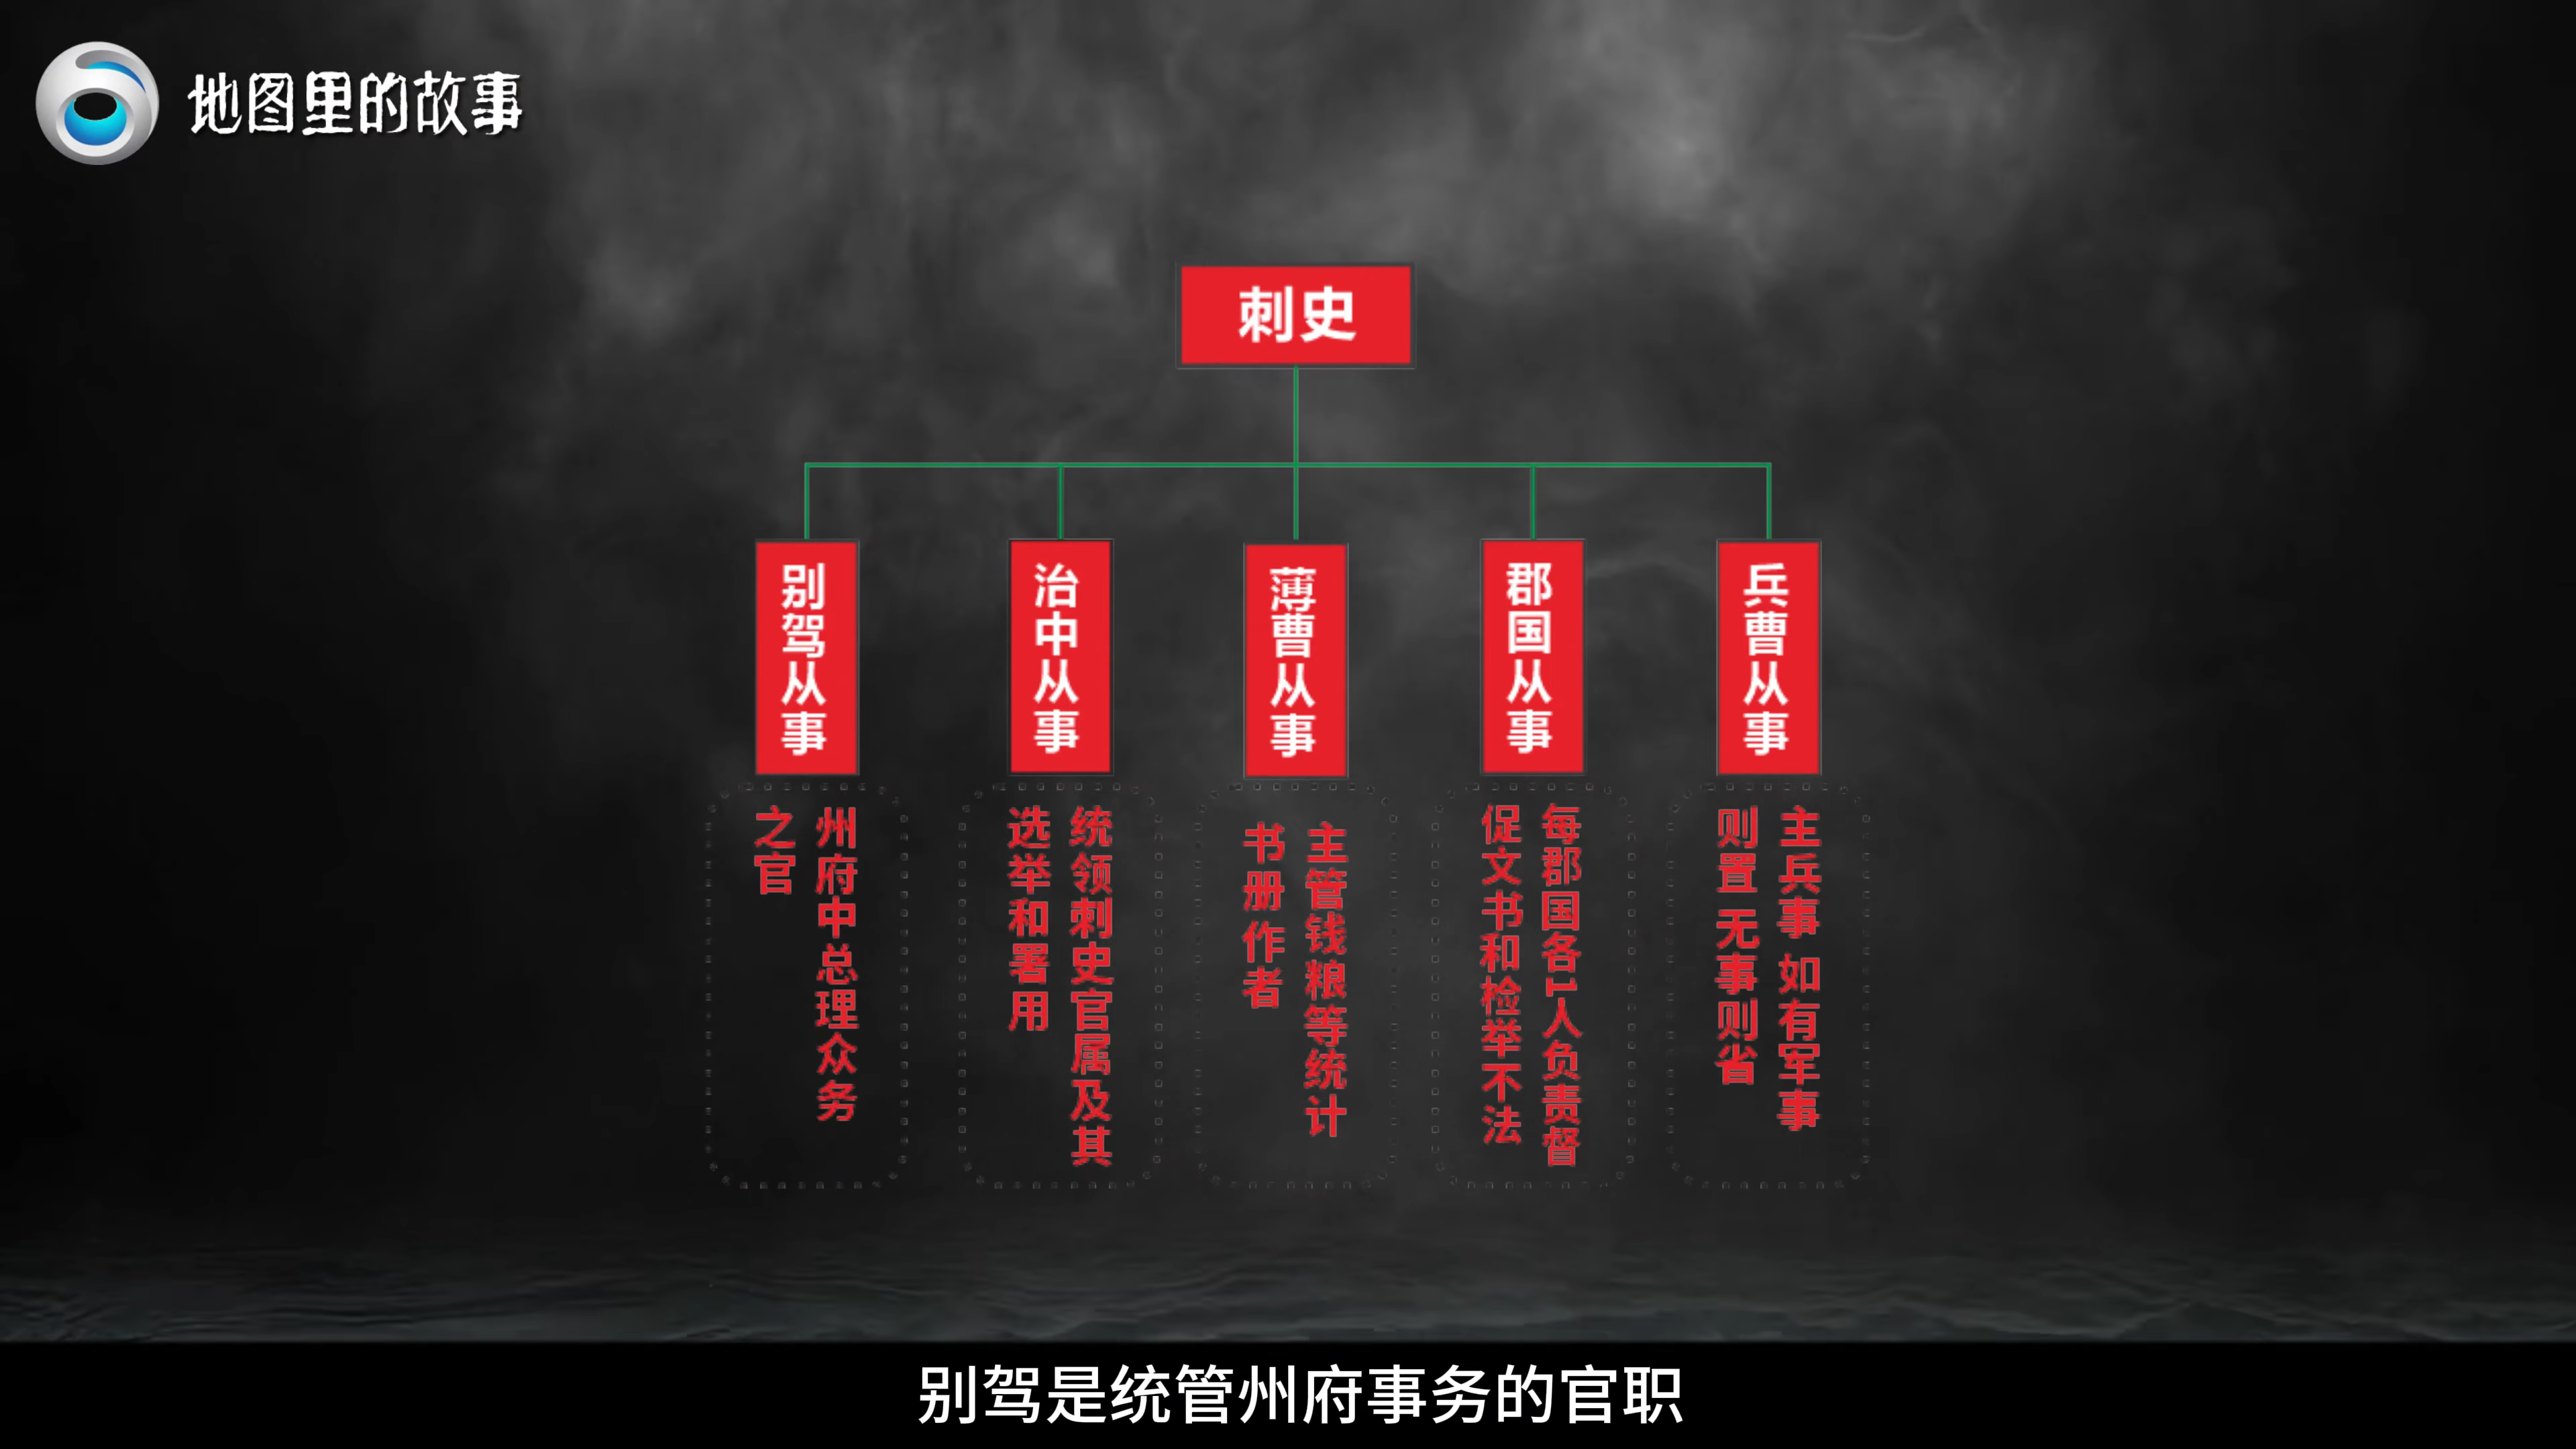 地图里的故事
刺史
别驾从事
治中从事
薄曹从事
郡国从事
兵曹从事
州府中总理众务
之官
统领刺史官属及其
选举和署用
主管钱粮等统计
书册 作者
每郡国各1人负责督
促文书和检举不法
主兵事 如有军事
则置 无事则省
别驾是统管州府事务的官职